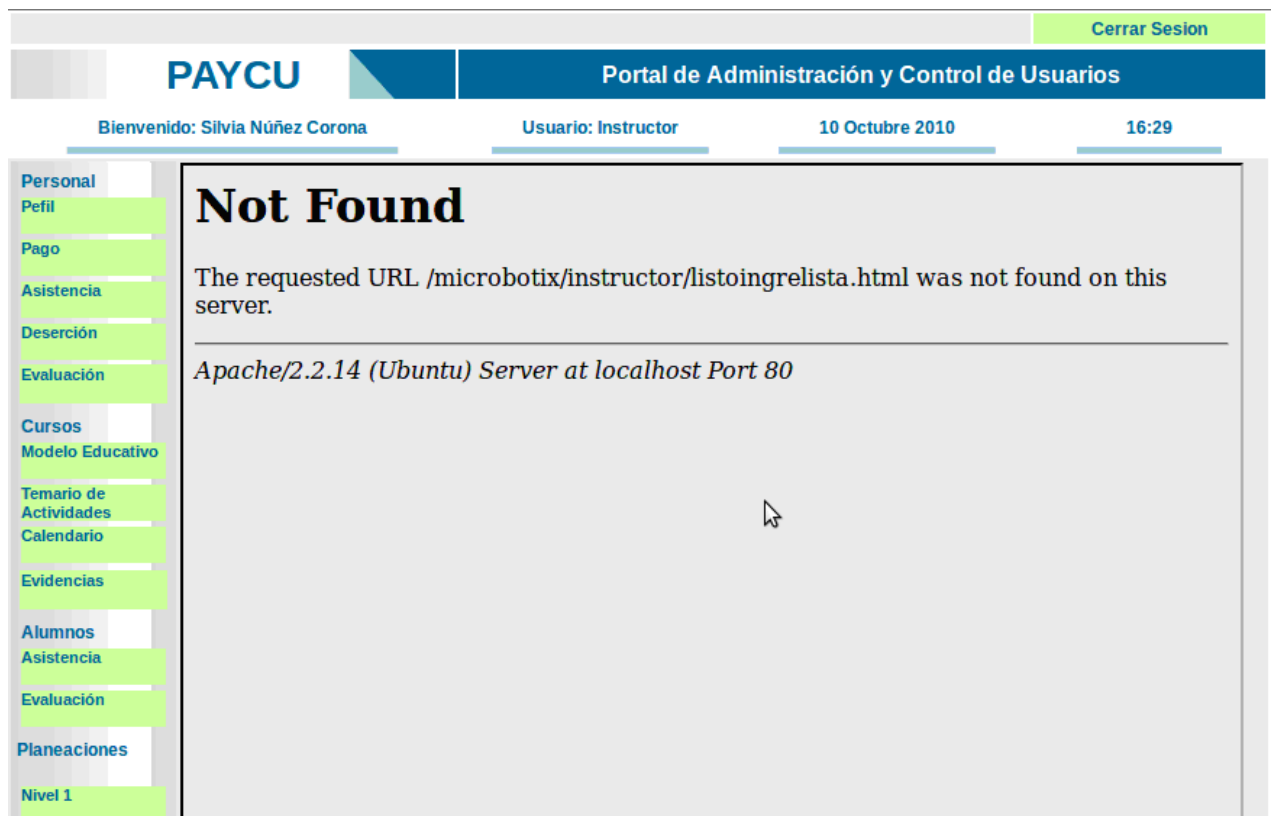 Cerrar Sesion
PAYCU
Portal de Administración y Control de Usuarios
Bienvenido: Silvia Núñez Corona
Usuario: Instructor
10 Octubre 2010
16:29
Personal
Pefil
Pago
Asistencia
Deserción
Evaluación
Cursos
Modelo Educativo
Temario de
Actividades
Calendario
Evidencias
Alumnos
Asistencia
Evaluación
Planeaciones
Nivel 1
Not Found
The requested URL /microbotix/instructor/listoingrelista.html was not found on this
server.
Apache/2.2.14 (Ubuntu) Server at localhost Port 80